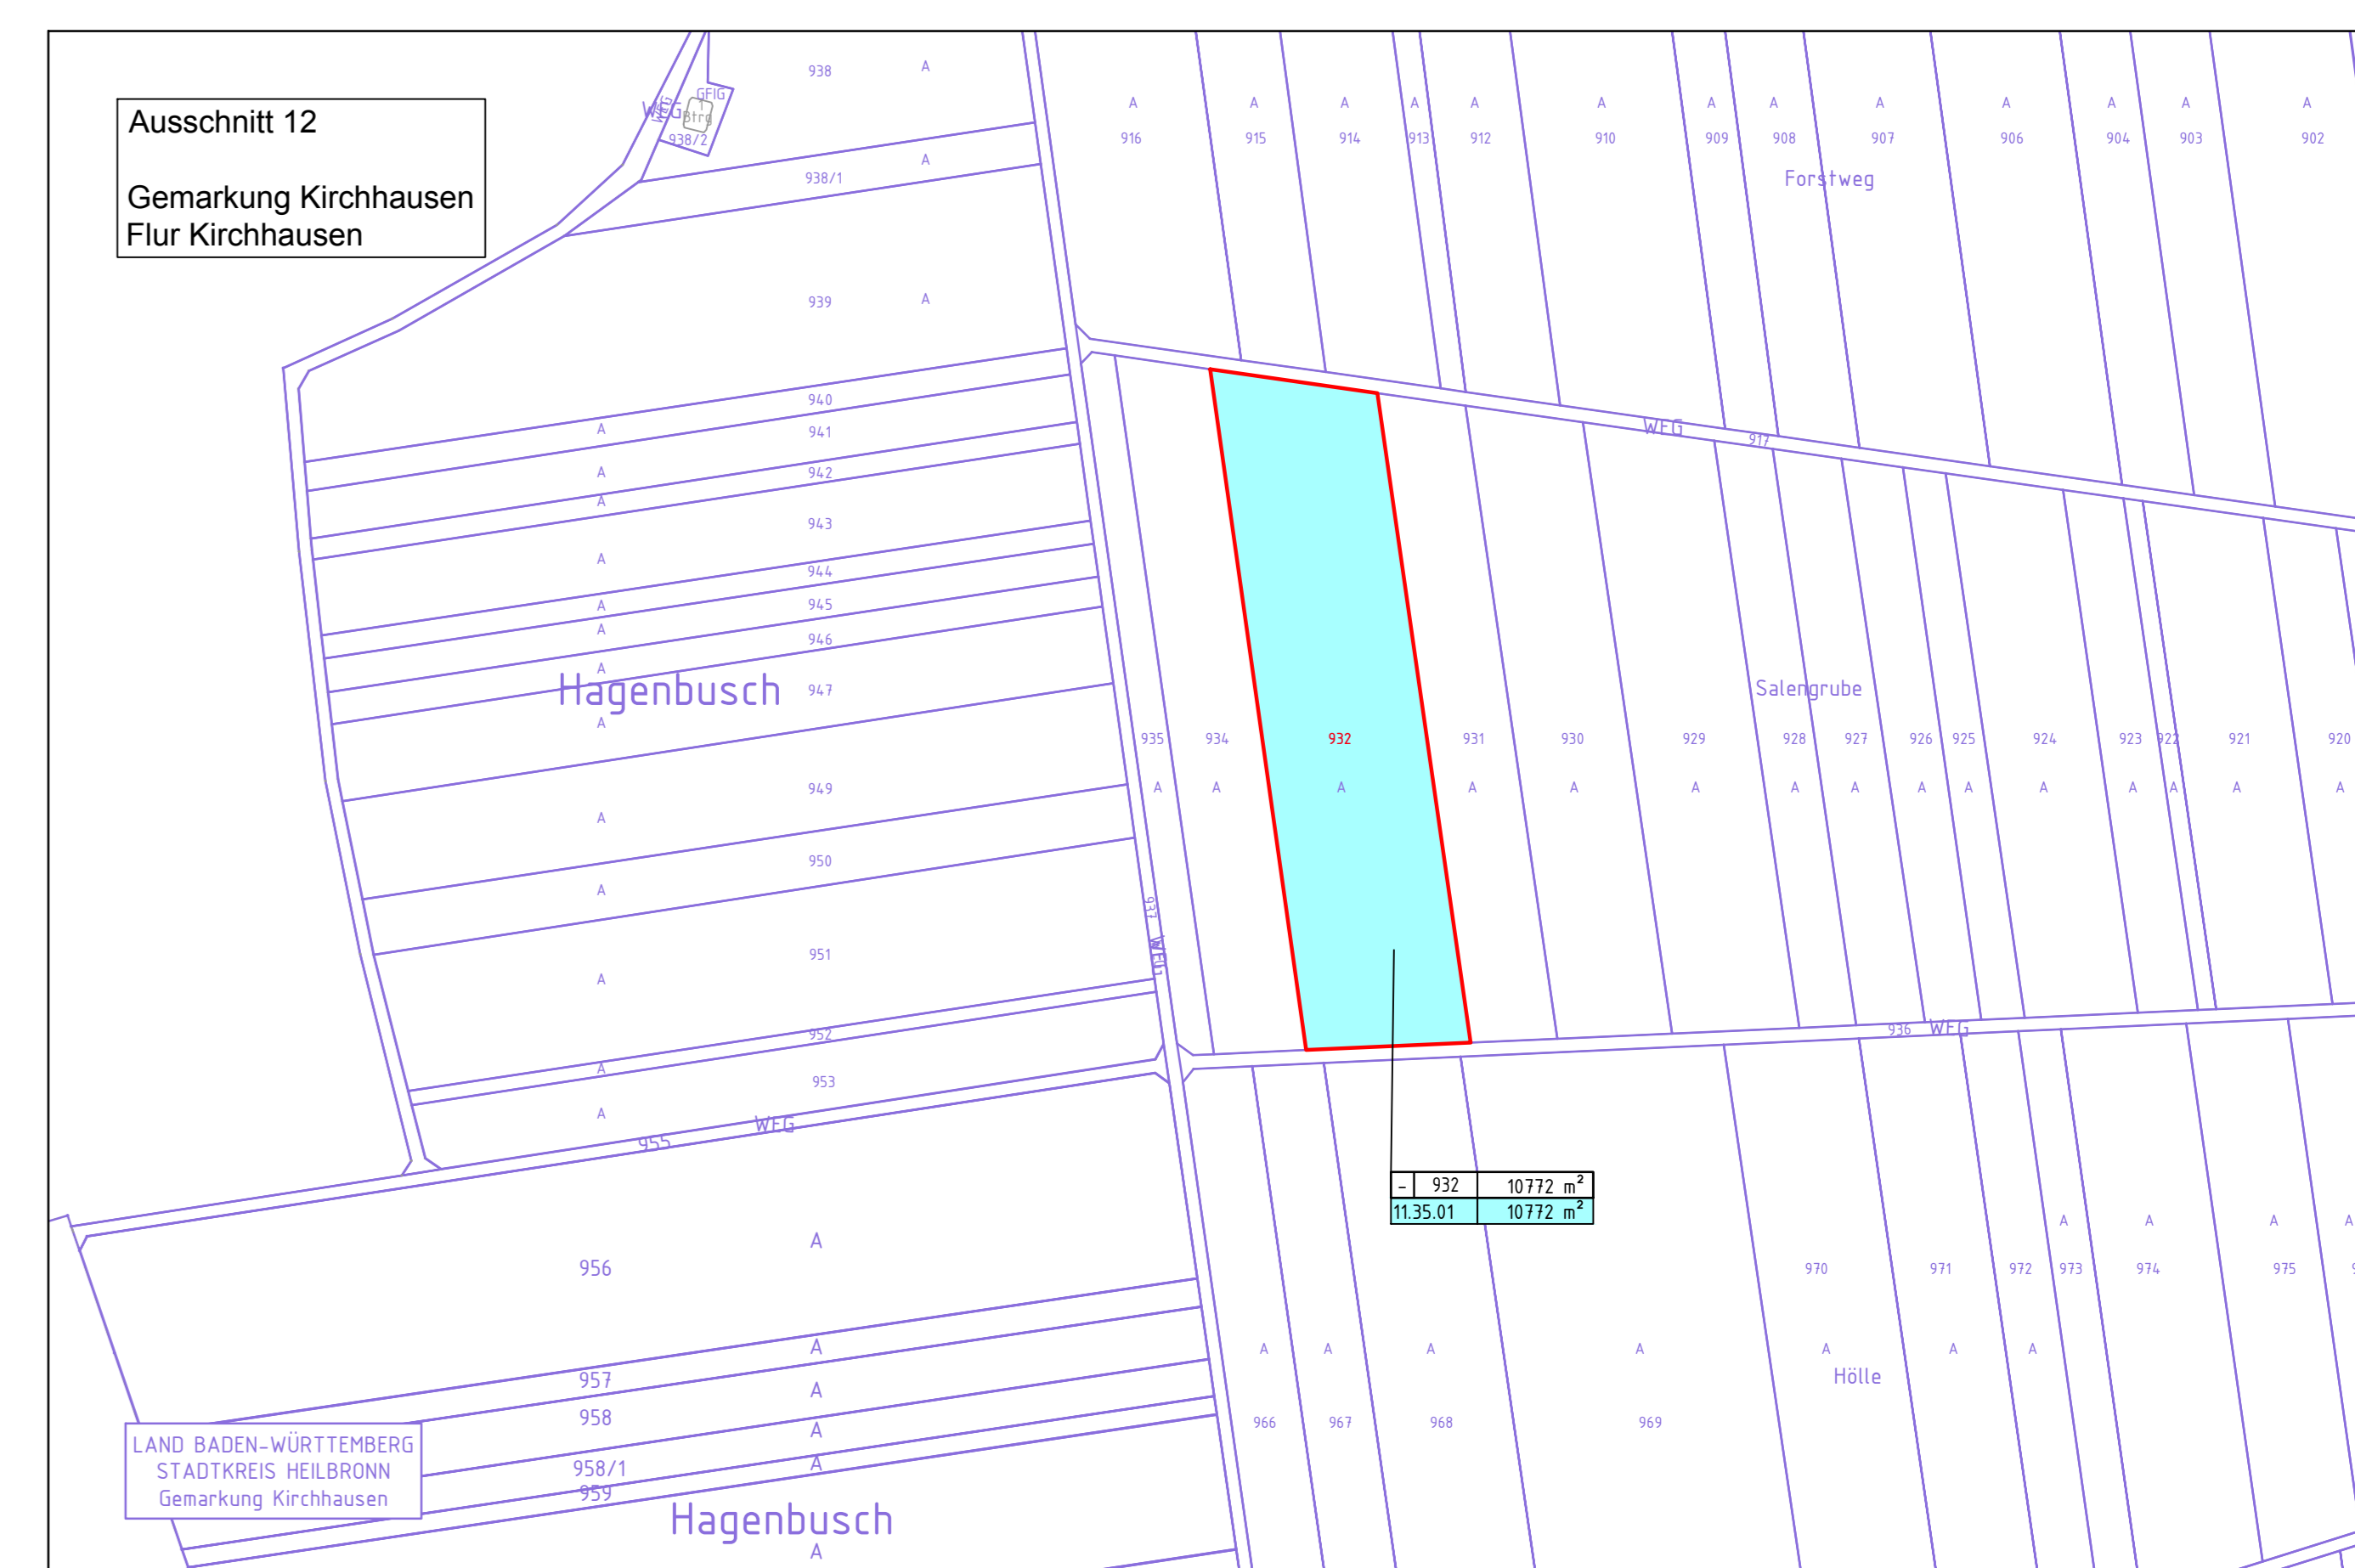 Ausschnitt 12
Gemarkung Kirchhausen
Flur Kirchhausen
938 A
WEG
WEG
GFIG
Btrg
938/2
A
938/1
939 A
A A A A A A A A A A A A A
916 915 914 913 912 910 909 908 907 906 904 903 902
Forstweg
WEG 917
940
A
941
A
942
A
943
A
944
A
945
A
946
A
Hagenbusch
947
A
949
A
950
A
951
A
952
A
953
A
Salengrube
935 934 932 931 930 929 928 927 926 925 924 923 922 921 920
A A A A A A A A A A A A A A A
937 WEG
936 WEG
955 WEG
- 932 10772 m²
11.35.01 10772 m²
A
956
A
957
A
958
A
958/1
A
959
Hagenbusch
A
A A A A
970 971 972 973 974 975
A A A A A A A
Hölle
966 967 968 969
LAND BADEN-WÜRTTEMBERG
STADTKREIS HEILBRONN
Gemarkung Kirchhausen